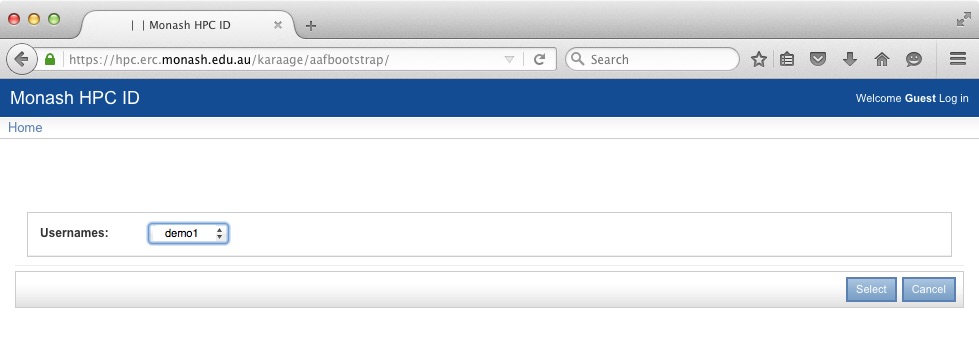 | | Monash HPC ID
https://hpc.erc.monash.edu.au/karaage/aafbootstrap/
Search
Monash HPC ID
Welcome Guest Log in
Home
Usernames: demo1
Select Cancel